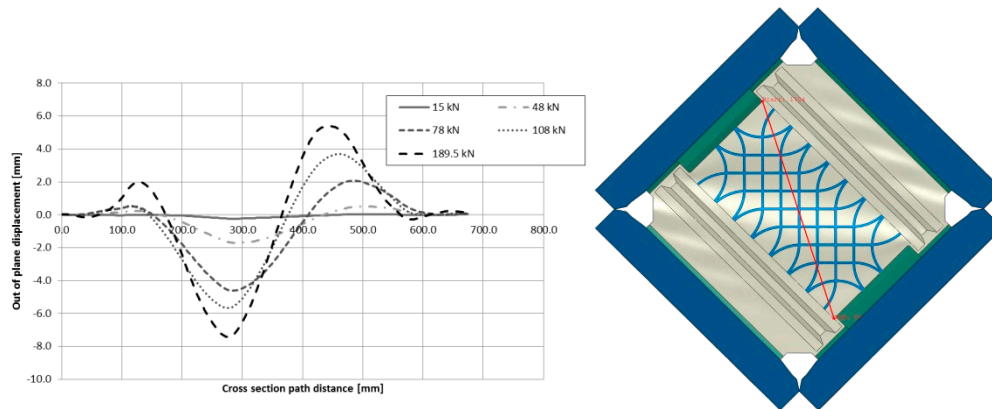 8.0
6.0
4.0
2.0
0.0
-2.0
-4.0
-6.0
-8.0
-10.0
0.0 100.0 200.0 300.0 400.0 500.0 600.0 700.0 800.0
Out of plane displacement [mm]
Cross section path distance [mm]
15 kN 48 kN
78 kN 108 kN
189.5 kN